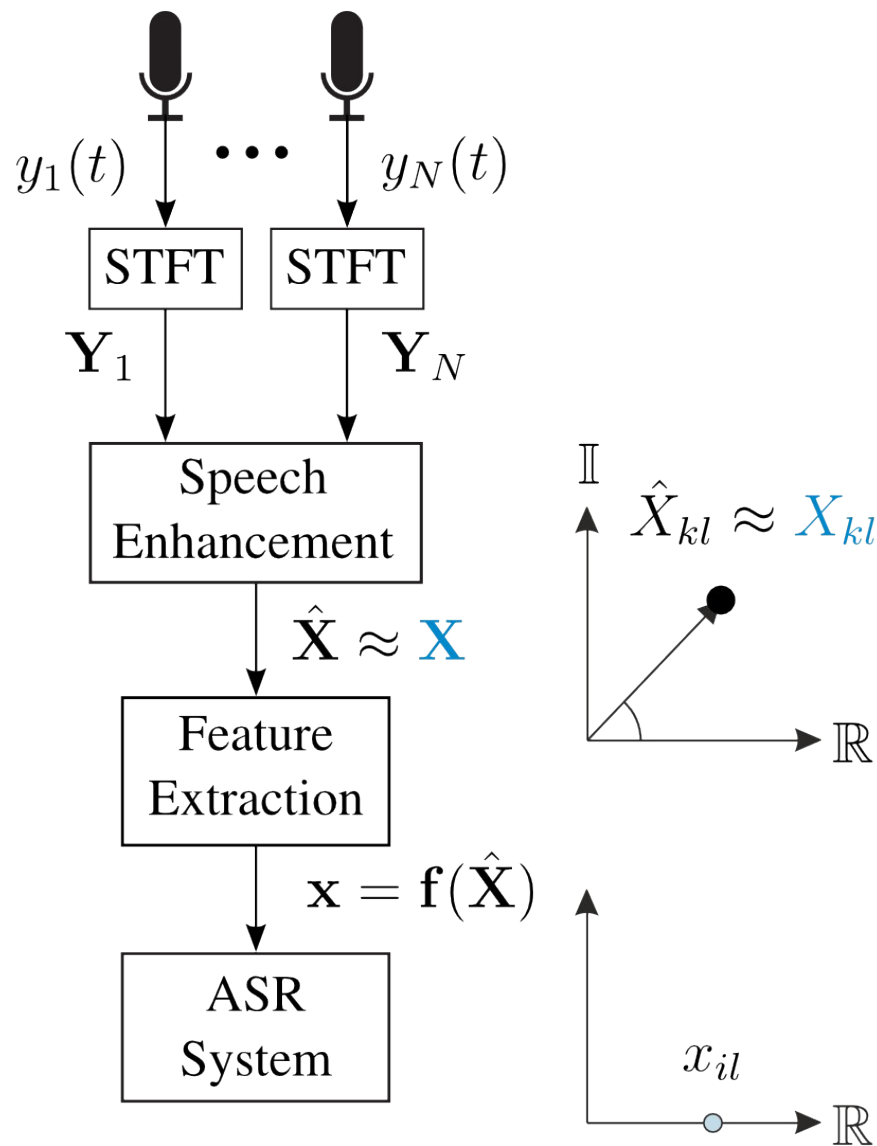 y₁(t) ••• y_N(t)
STFT STFT
𝐘₁ 𝐘_N
Speech
Enhancement
𝕀
X̂_kl ≈ X_kl
𝐗̂ ≈ 𝐗
Feature
Extraction
ℝ
𝐱 = 𝐟(𝐗̂)
ASR
System
x_il
ℝ